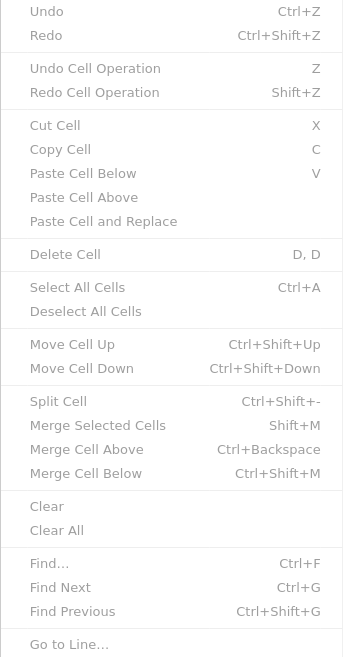 Undo Ctrl+Z
Redo Ctrl+Shift+Z
Undo Cell Operation Z
Redo Cell Operation Shift+Z
Cut Cell X
Copy Cell C
Paste Cell Below V
Paste Cell Above
Paste Cell and Replace
Delete Cell D, D
Select All Cells Ctrl+A
Deselect All Cells
Move Cell Up Ctrl+Shift+Up
Move Cell Down Ctrl+Shift+Down
Split Cell Ctrl+Shift+-
Merge Selected Cells Shift+M
Merge Cell Above Ctrl+Backspace
Merge Cell Below Ctrl+Shift+M
Clear
Clear All
Find… Ctrl+F
Find Next Ctrl+G
Find Previous Ctrl+Shift+G
Go to Line…